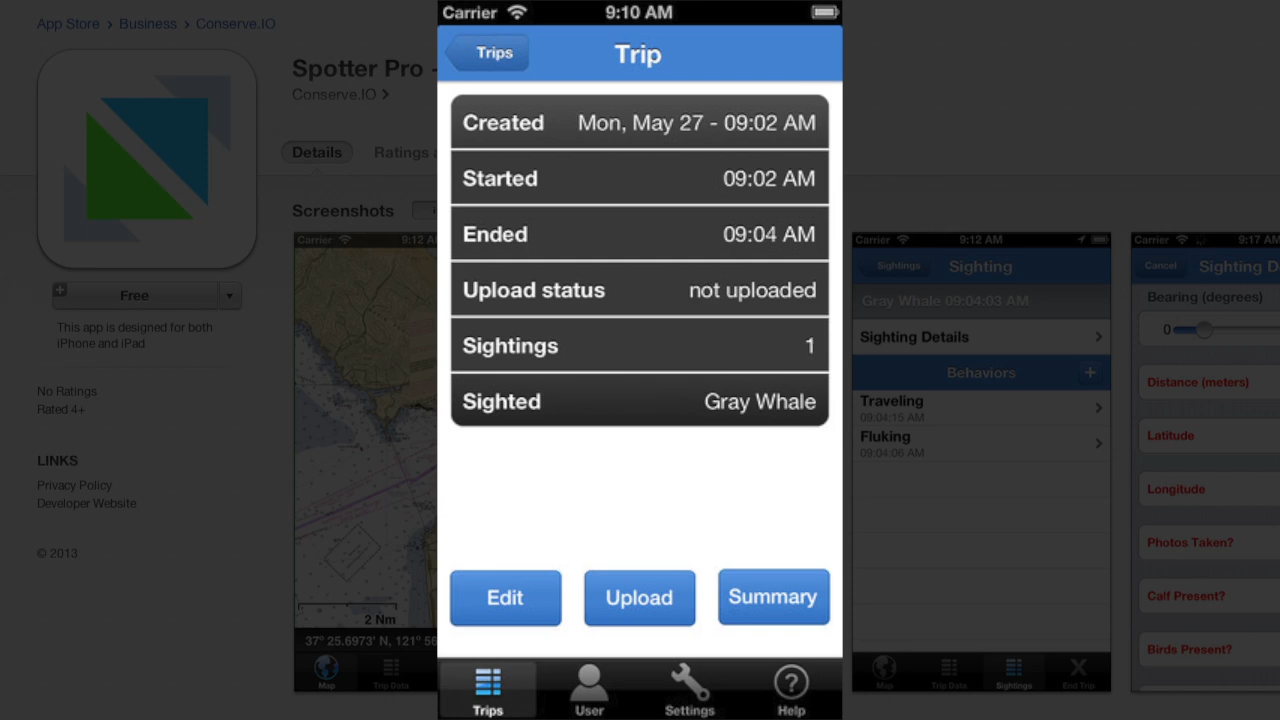 App Store › Business › Conserve.IO
Spotter Pro -
Conserve.IO >
Details Ratings
Screenshots
Free
This app is designed for both
iPhone and iPad
No Ratings
Rated 4+
LINKS
Privacy Policy
Developer Website
© 2013
Carrier 9:12 A
2 Nm
37° 25.6973' N, 121° 56
Map Trip Data
Carrier 9:10 AM
Trips Trip
Created Mon, May 27 - 09:02 AM
Started 09:02 AM
Ended 09:04 AM
Upload status not uploaded
Sightings 1
Sighted Gray Whale
Edit Upload Summary
Trips User Settings Help
Carrier 9:12 AM
Sightings Sighting
Gray Whale 09:04:03 AM
Sighting Details >
Behaviors +
Traveling
09:04:15 AM
Fluking
09:04:06 AM
Map Trip Data Sightings End Trip
Carrier 9:17 AM
Cancel Sighting D
Bearing (degrees)
0
Distance (meters)
Latitude
Longitude
Photos Taken?
Calf Present?
Birds Present?